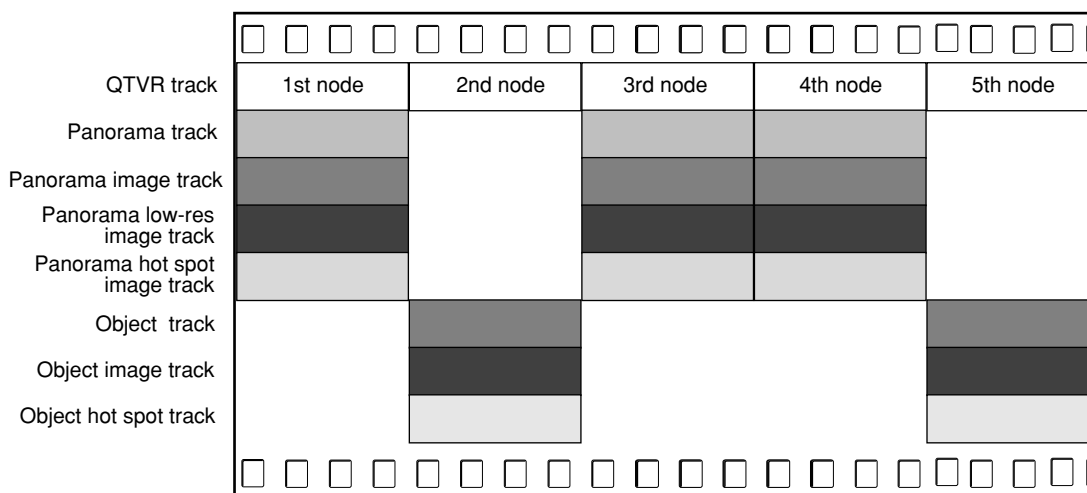 QTVR track
1st node
2nd node
3rd node
4th node
5th node
Panorama track
Panorama image track
Panorama low-res
image track
Panorama hot spot
image track
Object track
Object image track
Object hot spot track